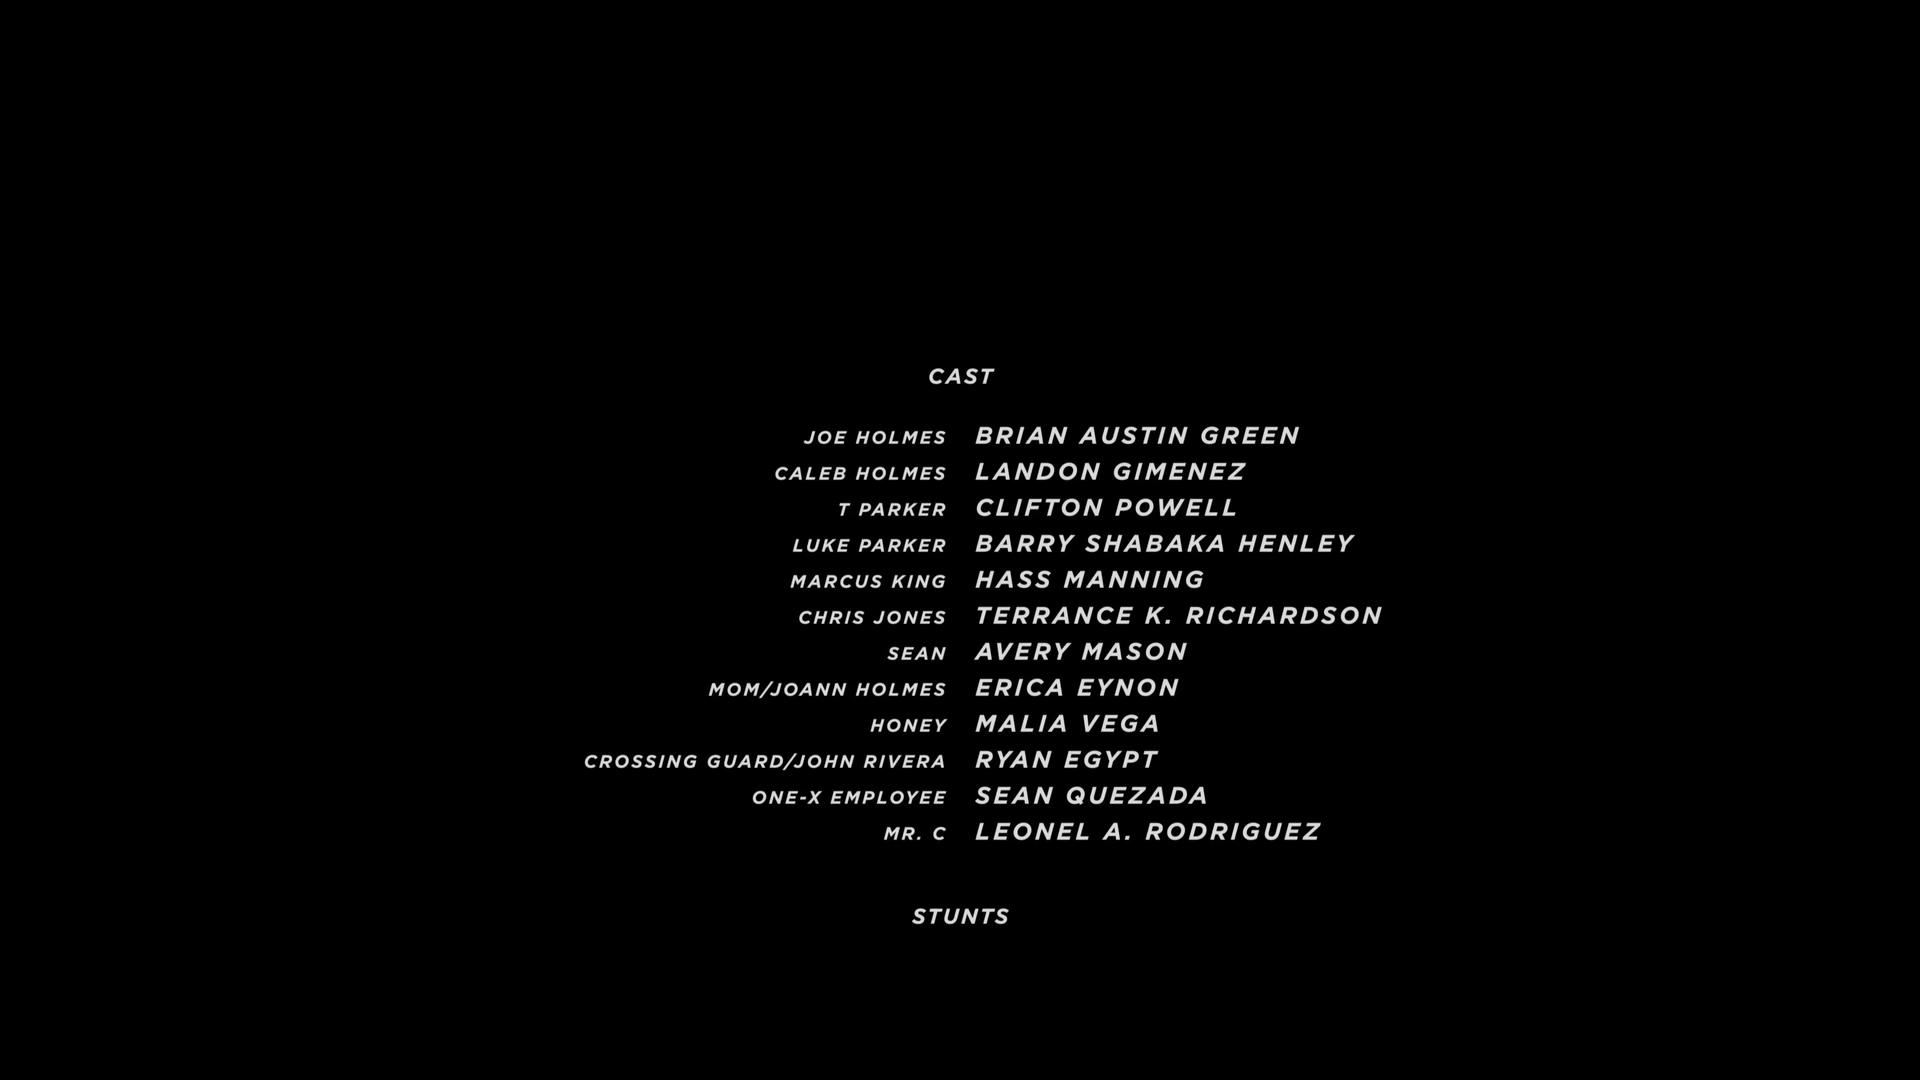 CAST
JOE HOLMES BRIAN AUSTIN GREEN
CALEB HOLMES LANDON GIMENEZ
T PARKER CLIFTON POWELL
LUKE PARKER BARRY SHABAKA HENLEY
MARCUS KING HASS MANNING
CHRIS JONES TERRANCE K. RICHARDSON
SEAN AVERY MASON
MOM/JOANN HOLMES ERICA EYNON
HONEY MALIA VEGA
CROSSING GUARD/JOHN RIVERA RYAN EGYPT
ONE-X EMPLOYEE SEAN QUEZADA
MR. C LEONEL A. RODRIGUEZ
STUNTS